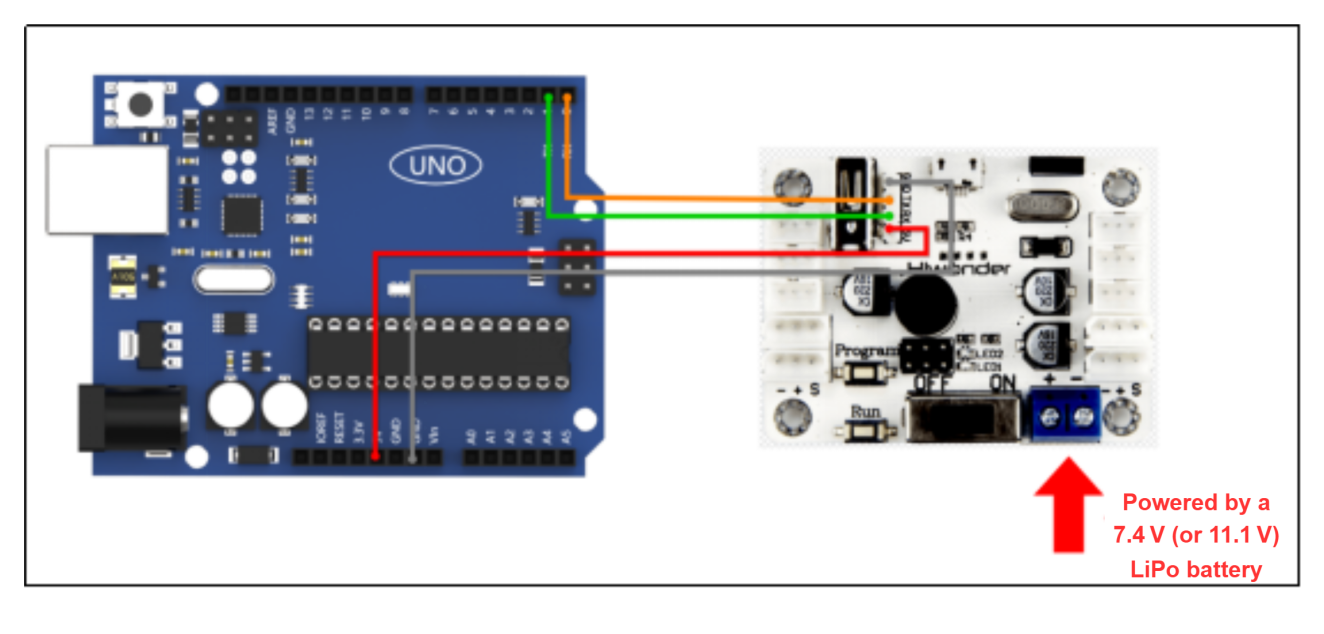 AREF
GND
13
12
11
10
9
8
7
6
5
4
3
2
UNO
Hiwonder
Program
LED2
LED1
OFF
ON
+ -
- + S
- + S
Run
IOREF
RESET
3.3V
GND
Vin
A0
A1
A2
A3
A4
A5
Powered by a
7.4 V (or 11.1 V)
LiPo battery